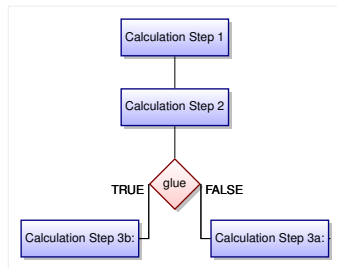 Calculation Step 1
Calculation Step 2
glue
TRUE
FALSE
Calculation Step 3b:
Calculation Step 3a: